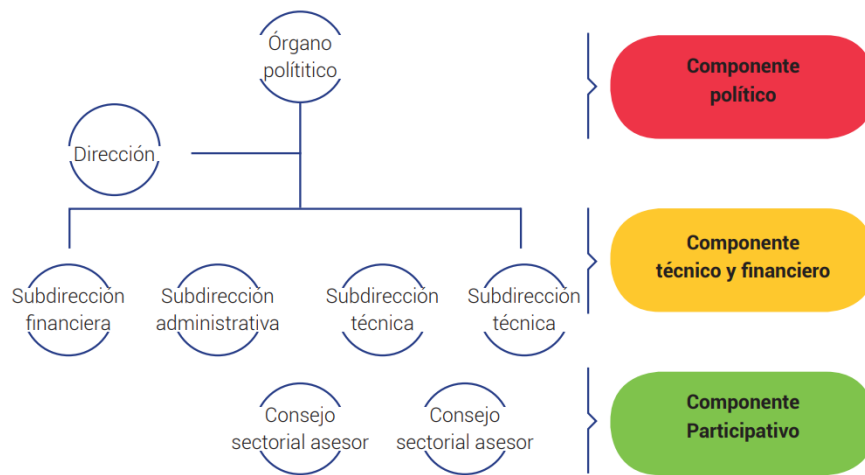 Órgano
polítitico
Componente
político
Dirección
Componente
técnico y financiero
Subdirección
financiera
Subdirección
administrativa
Subdirección
técnica
Subdirección
técnica
Componente
Participativo
Consejo
sectorial asesor
Consejo
sectorial asesor